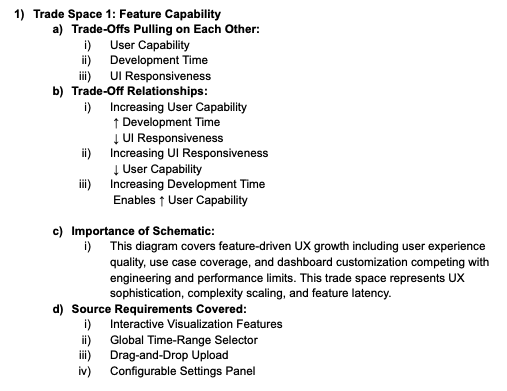 1) Trade Space 1: Feature Capability
a) Trade-Offs Pulling on Each Other:
i) User Capability
ii) Development Time
iii) UI Responsiveness
b) Trade-Off Relationships:
i) Increasing User Capability
↑ Development Time
↓ UI Responsiveness
ii) Increasing UI Responsiveness
↓ User Capability
iii) Increasing Development Time
Enables ↑ User Capability
c) Importance of Schematic:
i) This diagram covers feature-driven UX growth including user experience
quality, use case coverage, and dashboard customization competing with
engineering and performance limits. This trade space represents UX
sophistication, complexity scaling, and feature latency.
d) Source Requirements Covered:
i) Interactive Visualization Features
ii) Global Time-Range Selector
iii) Drag-and-Drop Upload
iv) Configurable Settings Panel